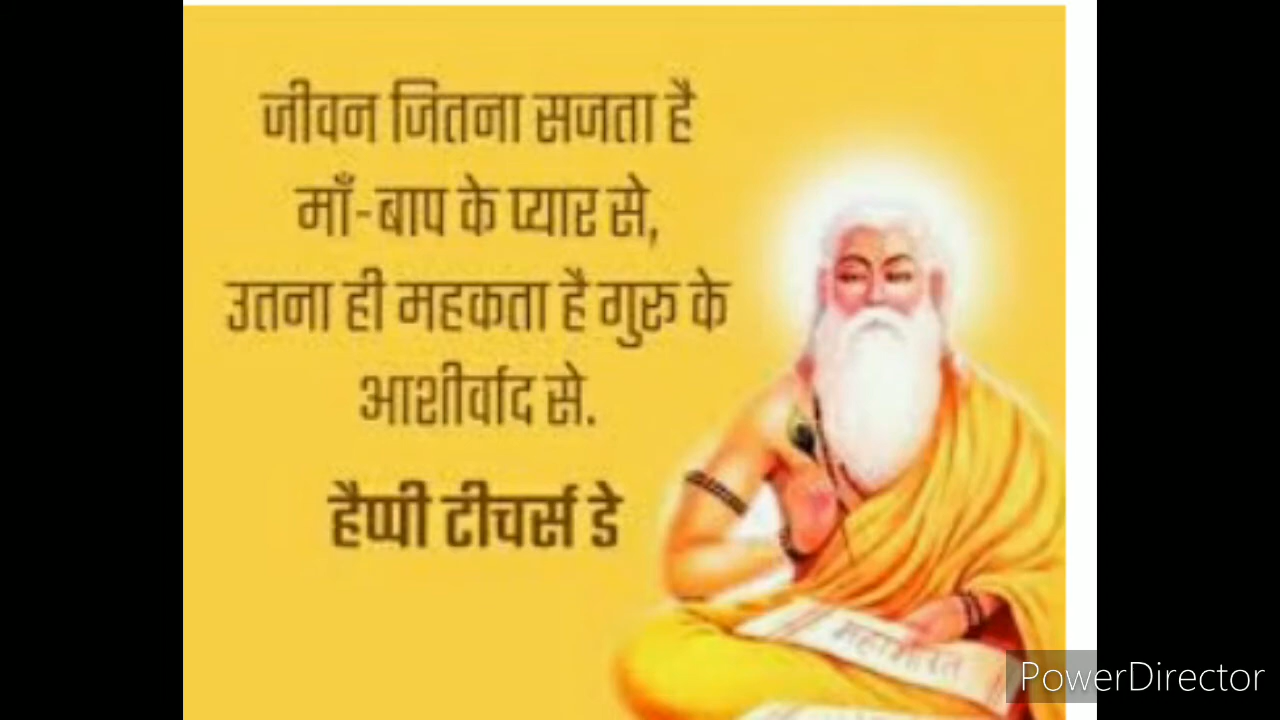 जीवन जितना सजता है
माँ-बाप के प्यार से,
उतना ही महकता है गुरू के
आशीर्वाद से.
हैप्पी टीचर्स डे
महाभारत
PowerDirector